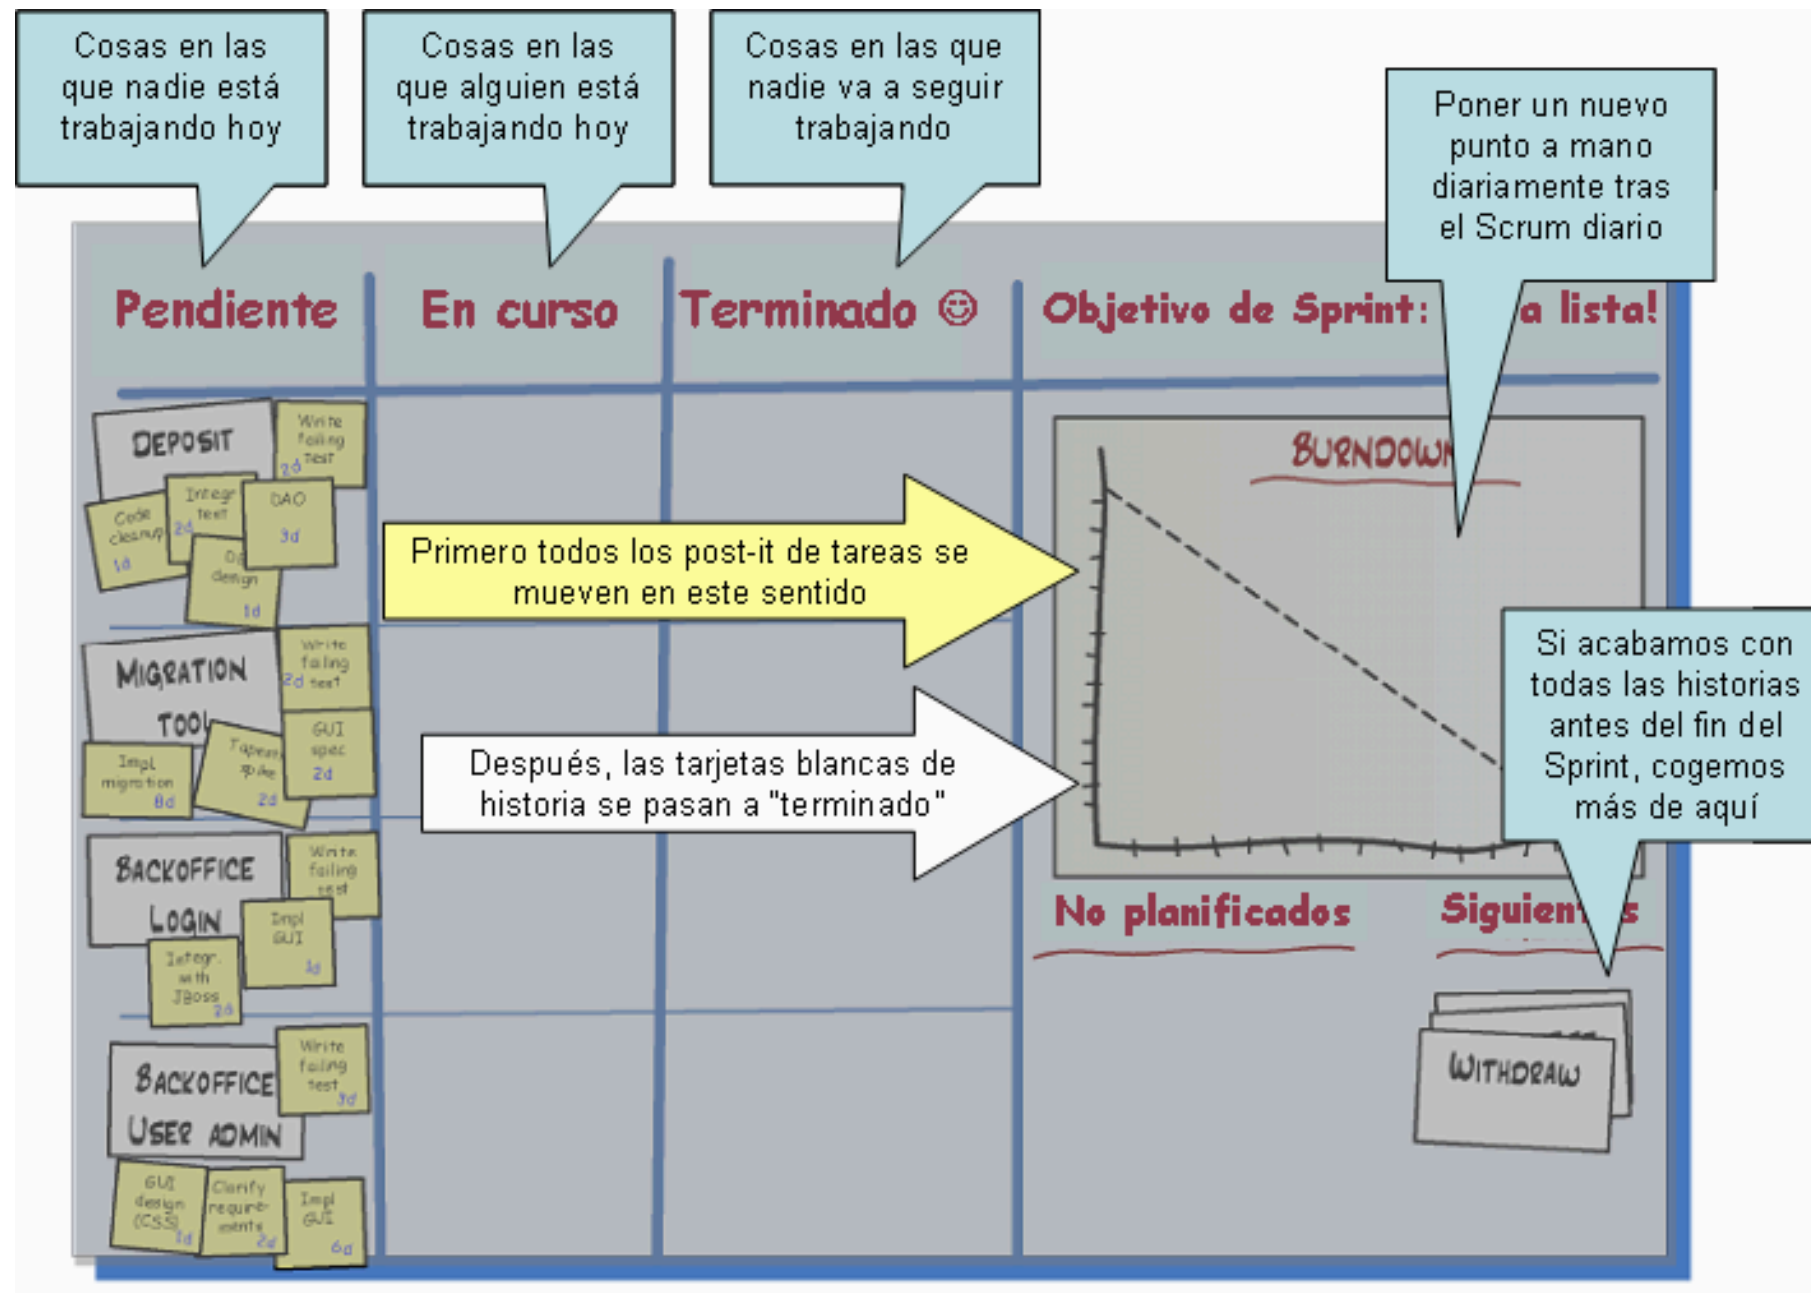 Cosas en las
que nadie está
trabajando hoy
Cosas en las
que alguien está
trabajando hoy
Cosas en las que
nadie va a seguir
trabajando
Poner un nuevo
punto a mano
diariamente tras
el Scrum diario
Pendiente
En curso
Terminado ☺
Objetivo de Sprint: a lista!
DEPOSIT
Write
failing
test
2d
Code
cleanup
1d
Integr
test
2d
DAO
3d
design
1d
Primero todos los post-it de tareas se
mueven en este sentido
BURNDOWN
MIGRATION
TOOL
Write
failing
test
2d
GUI
spec
2d
Impl
migration
8d
spike
2d
Después, las tarjetas blancas de
historia se pasan a "terminado"
Si acabamos con
todas las historias
antes del fin del
Sprint, cogemos
más de aquí
BACKOFFICE
LOGIN
Write
failing
test
Impl
GUI
Integr.
with
JBoss
2d
No planificados
Siguientes
BACKOFFICE
USER ADMIN
Write
failing
test
3d
GUI
design
(CSS)
1d
Clarify
require-
ments
2d
Impl
GUI
6d
WITHDRAW